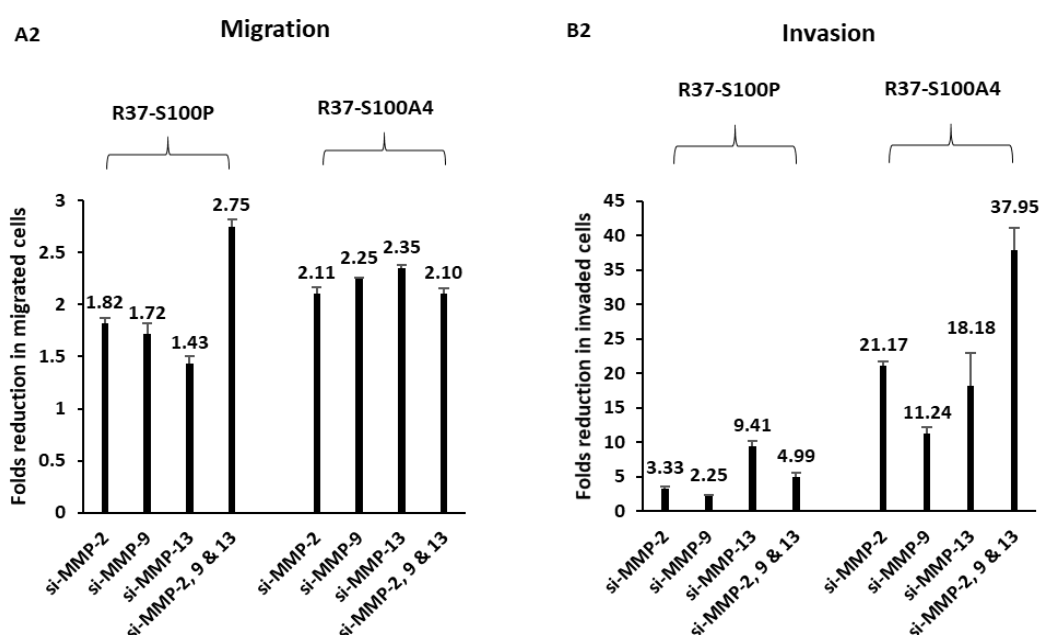 A2
Migration
R37-S100P
R37-S100A4
Folds reduction in migrated cells
3
2.5
2
1.5
1
0.5
0
1.82
1.72
1.43
2.75
2.11
2.25
2.35
2.10
si-MMP-2
si-MMP-9
si-MMP-13
si-MMP-2, 9 & 13
si-MMP-2
si-MMP-9
si-MMP-13
si-MMP-2, 9 & 13
B2
Invasion
R37-S100P
R37-S100A4
Folds reduction in invaded cells
45
40
35
30
25
20
15
10
5
0
3.33
2.25
9.41
4.99
21.17
11.24
18.18
37.95
si-MMP-2
si-MMP-9
si-MMP-13
si-MMP-2, 9 & 13
si-MMP-2
si-MMP-9
si-MMP-13
si-MMP-2, 9 & 13